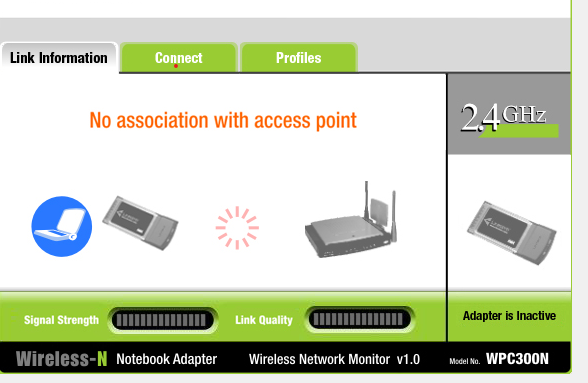 Link Information Connect Profiles
No association with access point
2.4GHz
Signal Strength Link Quality Adapter is Inactive
Wireless-N Notebook Adapter Wireless Network Monitor v1.0 Model No. WPC300N